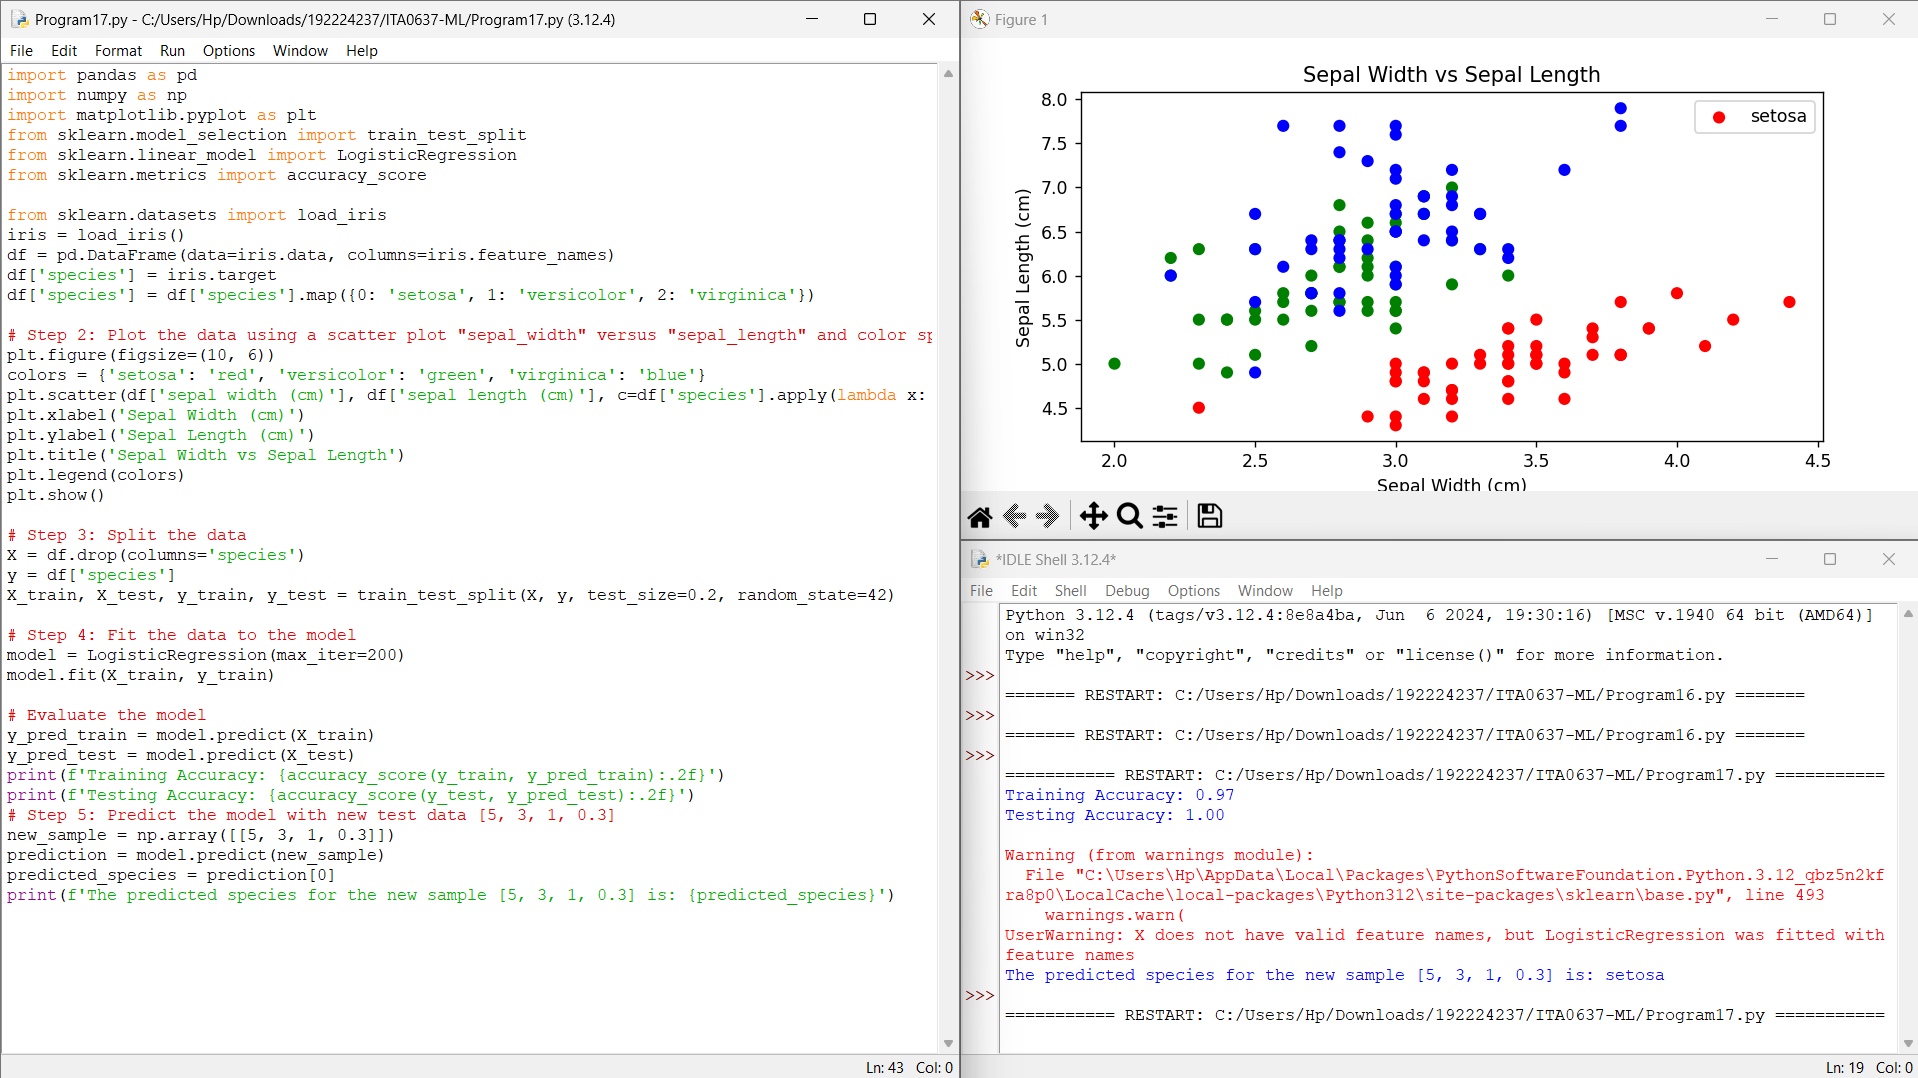 Program17.py - C:/Users/Hp/Downloads/192224237/ITA0637-ML/Program17.py (3.12.4)
File Edit Format Run Options Window Help
import pandas as pd
import numpy as np
import matplotlib.pyplot as plt
from sklearn.model_selection import train_test_split
from sklearn.linear_model import LogisticRegression
from sklearn.metrics import accuracy_score
from sklearn.datasets import load_iris
iris = load_iris()
df = pd.DataFrame(data=iris.data, columns=iris.feature_names)
df['species'] = iris.target
df['species'] = df['species'].map({0: 'setosa', 1: 'versicolor', 2: 'virginica'})
# Step 2: Plot the data using a scatter plot "sepal_width" versus "sepal_length" and color sp
plt.figure(figsize=(10, 6))
colors = {'setosa': 'red', 'versicolor': 'green', 'virginica': 'blue'}
plt.scatter(df['sepal width (cm)'], df['sepal length (cm)'], c=df['species'].apply(lambda x:
plt.xlabel('Sepal Width (cm)')
plt.ylabel('Sepal Length (cm)')
plt.title('Sepal Width vs Sepal Length')
plt.legend(colors)
plt.show()
# Step 3: Split the data
X = df.drop(columns='species')
y = df['species']
X_train, X_test, y_train, y_test = train_test_split(X, y, test_size=0.2, random_state=42)
# Step 4: Fit the data to the model
model = LogisticRegression(max_iter=200)
model.fit(X_train, y_train)
# Evaluate the model
y_pred_train = model.predict(X_train)
y_pred_test = model.predict(X_test)
print(f'Training Accuracy: {accuracy_score(y_train, y_pred_train):.2f}')
print(f'Testing Accuracy: {accuracy_score(y_test, y_pred_test):.2f}')
# Step 5: Predict the model with new test data [5, 3, 1, 0.3]
new_sample = np.array([[5, 3, 1, 0.3]])
prediction = model.predict(new_sample)
predicted_species = prediction[0]
print(f'The predicted species for the new sample [5, 3, 1, 0.3] is: {predicted_species}')
Ln: 43 Col: 0
Figure 1
Sepal Width vs Sepal Length
setosa
8.0
7.5
7.0
6.5
6.0
5.5
5.0
4.5
Sepal Length (cm)
2.0 2.5 3.0 3.5 4.0 4.5
Sepal Width (cm)
*IDLE Shell 3.12.4*
File Edit Shell Debug Options Window Help
Python 3.12.4 (tags/v3.12.4:8e8a4ba, Jun  6 2024, 19:30:16) [MSC v.1940 64 bit (AMD64)]
on win32
Type "help", "copyright", "credits" or "license()" for more information.
>>>
======= RESTART: C:/Users/Hp/Downloads/192224237/ITA0637-ML/Program16.py =======
>>>
======= RESTART: C:/Users/Hp/Downloads/192224237/ITA0637-ML/Program16.py =======
>>>
=========== RESTART: C:/Users/Hp/Downloads/192224237/ITA0637-ML/Program17.py ===========
Training Accuracy: 0.97
Testing Accuracy: 1.00
Warning (from warnings module):
File "C:\Users\Hp\AppData\Local\Packages\PythonSoftwareFoundation.Python.3.12_qbz5n2kf
ra8p0\LocalCache\local-packages\Python312\site-packages\sklearn\base.py", line 493
warnings.warn(
UserWarning: X does not have valid feature names, but LogisticRegression was fitted with
feature names
The predicted species for the new sample [5, 3, 1, 0.3] is: setosa
>>>
=========== RESTART: C:/Users/Hp/Downloads/192224237/ITA0637-ML/Program17.py ===========
Ln: 19 Col: 0